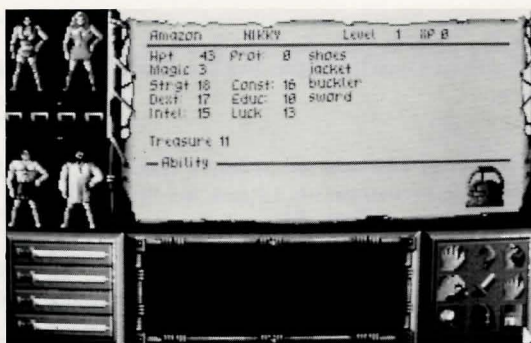 Amazon NIKKY Level 1 XP 0
Hpt 43 Prot: 0 shoes
Magic 3 jacket
Strgt 18 Const: 16 buckler
Dext 17 Educ: 10 sword
Intel: 15 Luck 13
Treasure 11
Ability